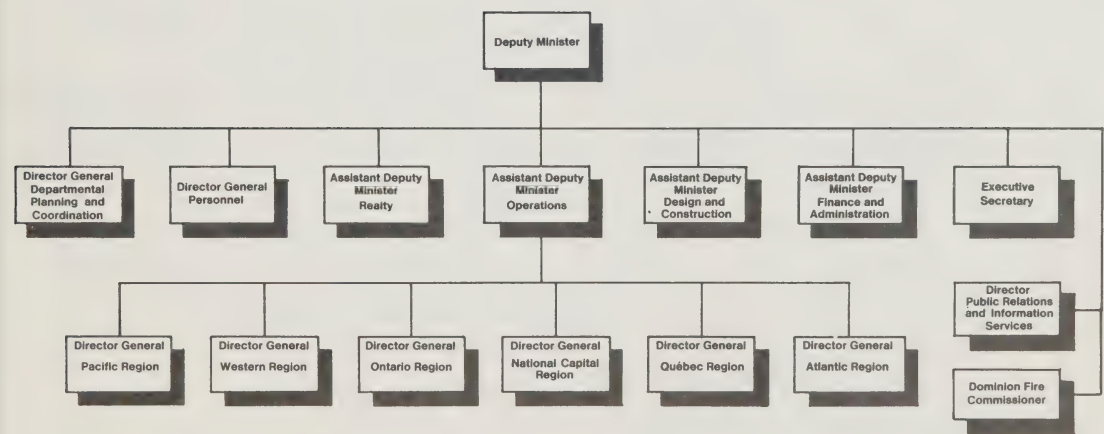 Deputy Minister
Director General
Departmental
Planning and
Coordination
Director General
Personnel
Assistant Deputy
Minister
Realty
Assistant Deputy
Minister
Operations
Assistant Deputy
Minister
Design and
Construction
Assistant Deputy
Minister
Finance and
Administration
Executive
Secretary
Director
Public Relations
and Information
Services
Dominion Fire
Commissioner
Director General
Pacific Region
Director General
Western Region
Director General
Ontario Region
Director General
National Capital
Region
Director General
Québec Region
Director General
Atlantic Region